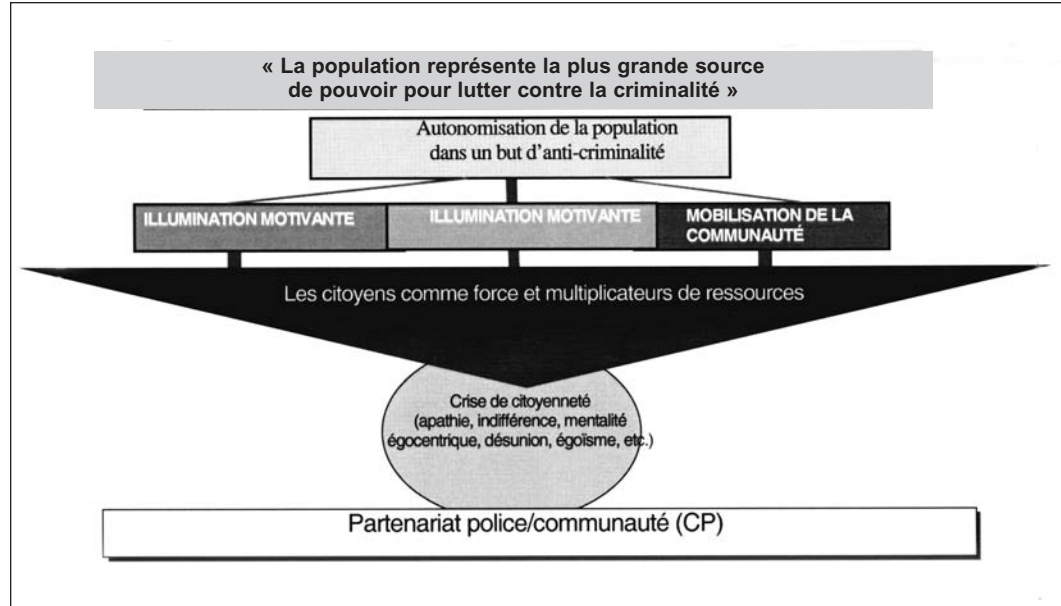 « La population représente la plus grande source
de pouvoir pour lutter contre la criminalité »
Autonomisation de la population
dans un but d'anti-criminalité
ILLUMINATION MOTIVANTE
ILLUMINATION MOTIVANTE
MOBILISATION DE LA
COMMUNAUTÉ
Les citoyens comme force et multiplicateurs de ressources
Crise de citoyenneté
(apathie, indifférence, mentalité
égocentrique, désunion, égoïsme, etc.)
Partenariat police/communauté (CP)